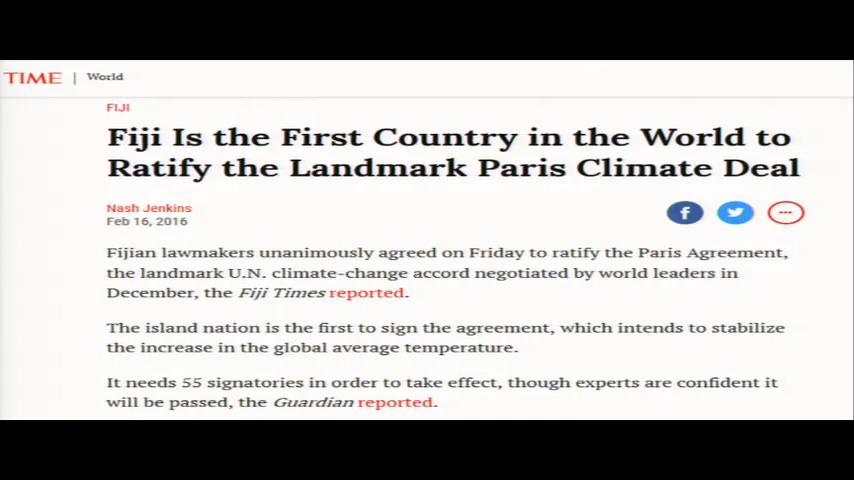 TIME | World
FIJI
Fiji Is the First Country in the World to
Ratify the Landmark Paris Climate Deal
Nash Jenkins
Feb 16, 2016
Fijian lawmakers unanimously agreed on Friday to ratify the Paris Agreement,
the landmark U.N. climate-change accord negotiated by world leaders in
December, the Fiji Times reported.
The island nation is the first to sign the agreement, which intends to stabilize
the increase in the global average temperature.
It needs 55 signatories in order to take effect, though experts are confident it
will be passed, the Guardian reported.